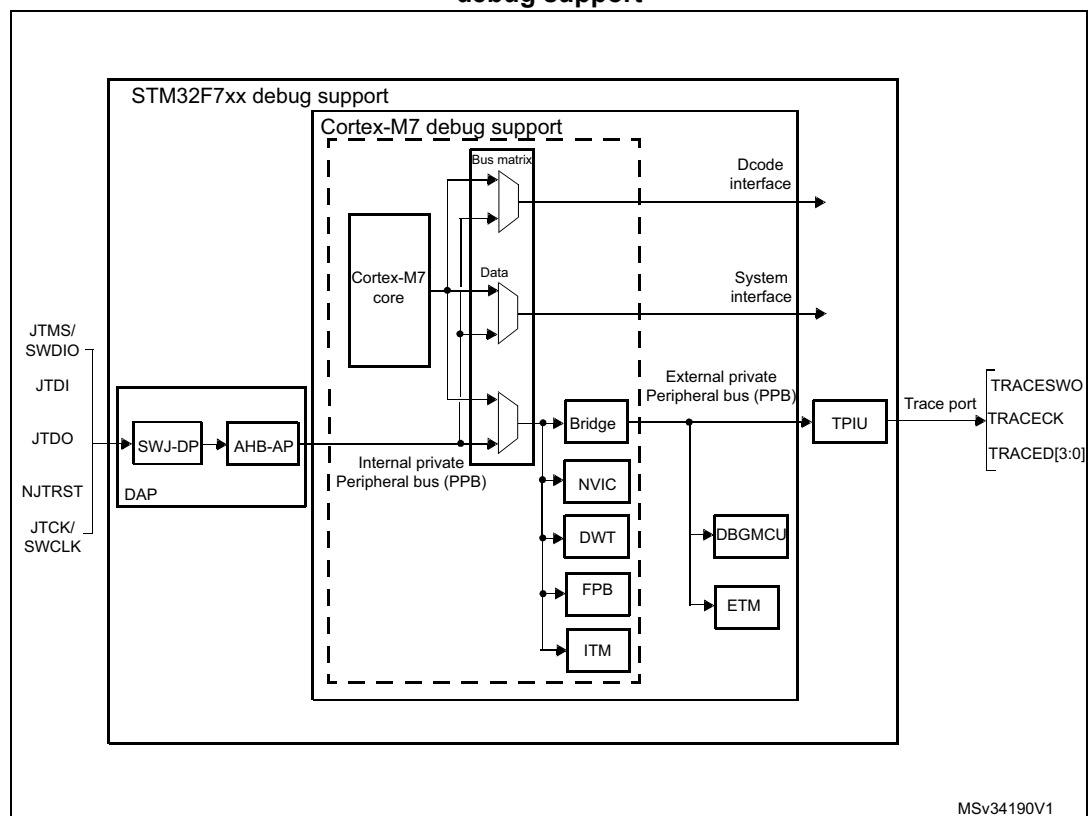 debug support
STM32F7xx debug support
Cortex-M7 debug support
Bus matrix
Dcode
interface
Cortex-M7
core
Data
System
interface
JTMS/
SWDIO
JTDI
JTDO
NJTRST
JTCK/
SWCLK
SWJ-DP
AHB-AP
DAP
Internal private
Peripheral bus (PPB)
Bridge
NVIC
DWT
FPB
ITM
External private
Peripheral bus (PPB)
DBGMCU
ETM
TPIU
Trace port
TRACESWO
TRACECK
TRACED[3:0]
MSv34190V1